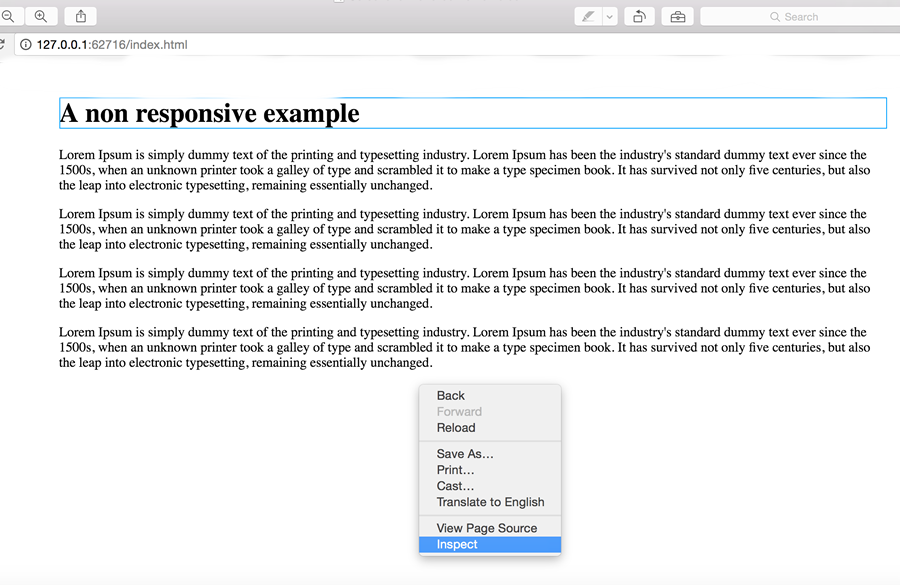 Search
127.0.0.1:62716/index.html
A non responsive example
Lorem Ipsum is simply dummy text of the printing and typesetting industry. Lorem Ipsum has been the industry's standard dummy text ever since the
1500s, when an unknown printer took a galley of type and scrambled it to make a type specimen book. It has survived not only five centuries, but also
the leap into electronic typesetting, remaining essentially unchanged.
Lorem Ipsum is simply dummy text of the printing and typesetting industry. Lorem Ipsum has been the industry's standard dummy text ever since the
1500s, when an unknown printer took a galley of type and scrambled it to make a type specimen book. It has survived not only five centuries, but also
the leap into electronic typesetting, remaining essentially unchanged.
Lorem Ipsum is simply dummy text of the printing and typesetting industry. Lorem Ipsum has been the industry's standard dummy text ever since the
1500s, when an unknown printer took a galley of type and scrambled it to make a type specimen book. It has survived not only five centuries, but also
the leap into electronic typesetting, remaining essentially unchanged.
Lorem Ipsum is simply dummy text of the printing and typesetting industry. Lorem Ipsum has been the industry's standard dummy text ever since the
1500s, when an unknown printer took a galley of type and scrambled it to make a type specimen book. It has survived not only five centuries, but also
the leap into electronic typesetting, remaining essentially unchanged.
Back
Forward
Reload
Save As…
Print…
Cast…
Translate to English
View Page Source
Inspect